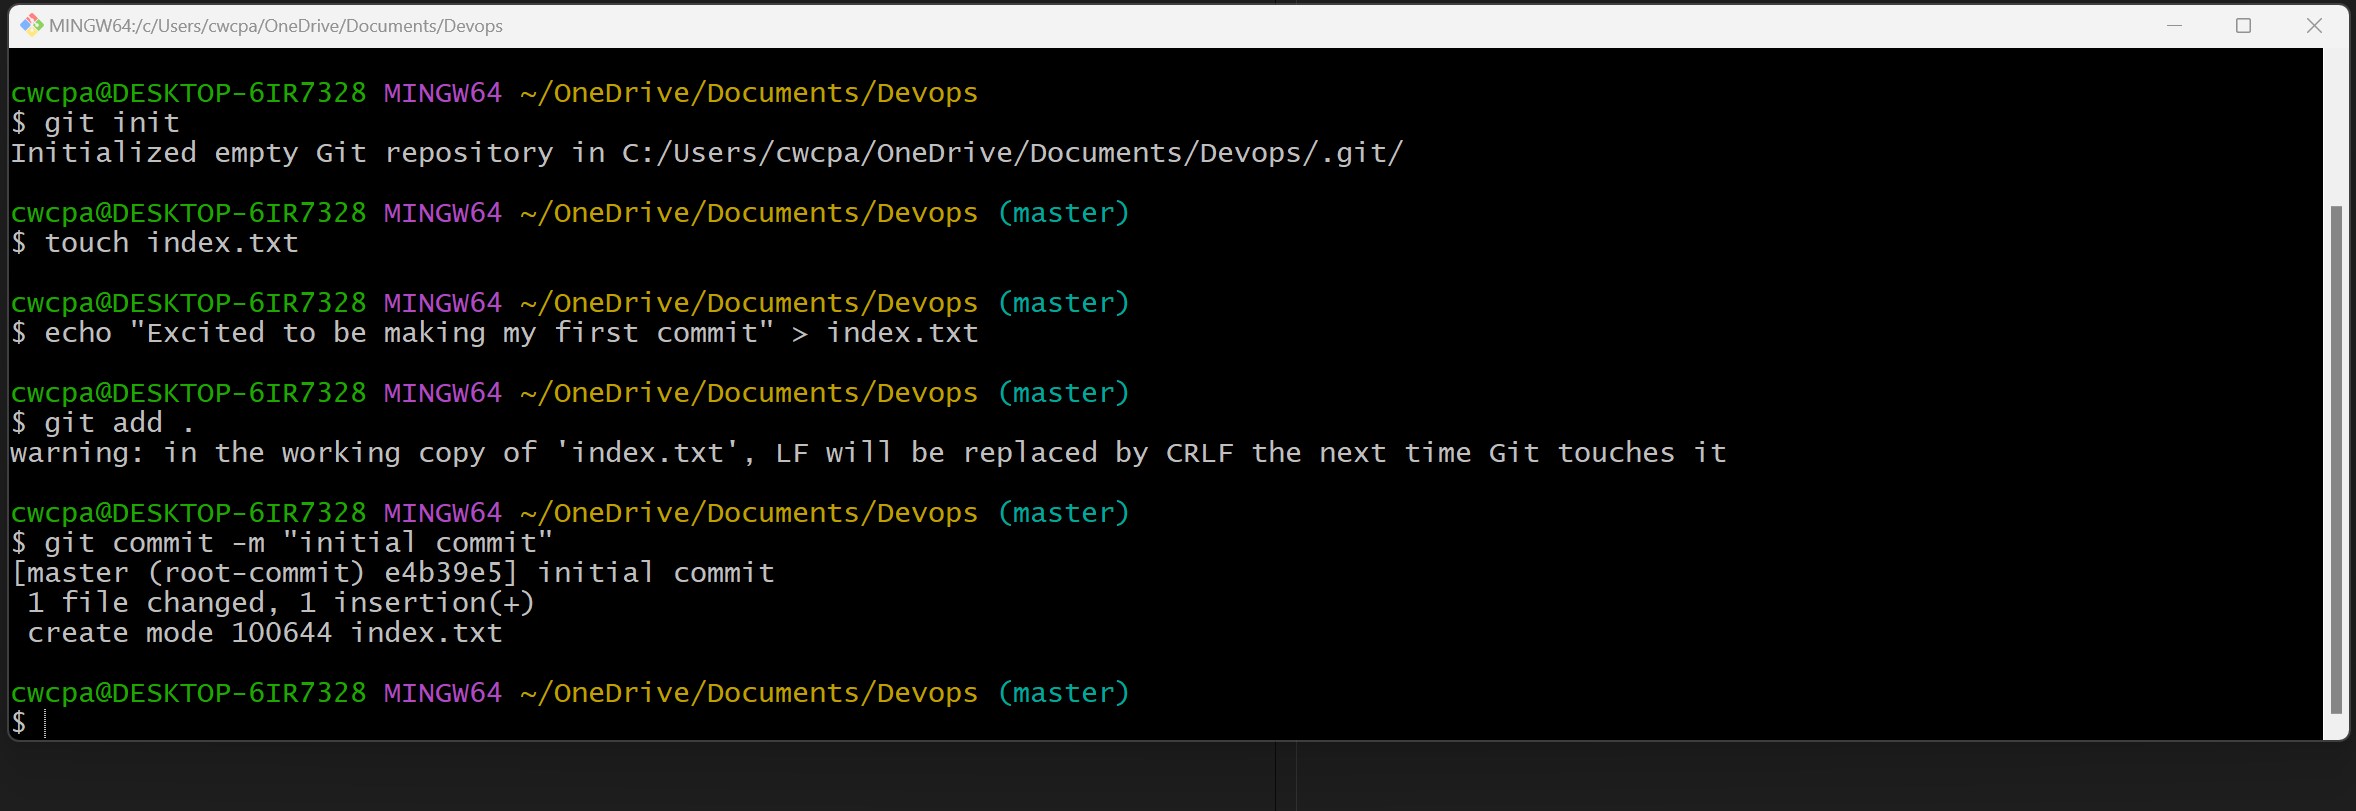 MINGW64:/c/Users/cwcpa/OneDrive/Documents/Devops
cwcpa@DESKTOP-6IR7328 MINGW64 ~/OneDrive/Documents/Devops
$ git init
Initialized empty Git repository in C:/Users/cwcpa/OneDrive/Documents/Devops/.git/
cwcpa@DESKTOP-6IR7328 MINGW64 ~/OneDrive/Documents/Devops (master)
$ touch index.txt
cwcpa@DESKTOP-6IR7328 MINGW64 ~/OneDrive/Documents/Devops (master)
$ echo "Excited to be making my first commit" > index.txt
cwcpa@DESKTOP-6IR7328 MINGW64 ~/OneDrive/Documents/Devops (master)
$ git add .
warning: in the working copy of 'index.txt', LF will be replaced by CRLF the next time Git touches it
cwcpa@DESKTOP-6IR7328 MINGW64 ~/OneDrive/Documents/Devops (master)
$ git commit -m "initial commit"
[master (root-commit) e4b39e5] initial commit
 1 file changed, 1 insertion(+)
 create mode 100644 index.txt
cwcpa@DESKTOP-6IR7328 MINGW64 ~/OneDrive/Documents/Devops (master)
$